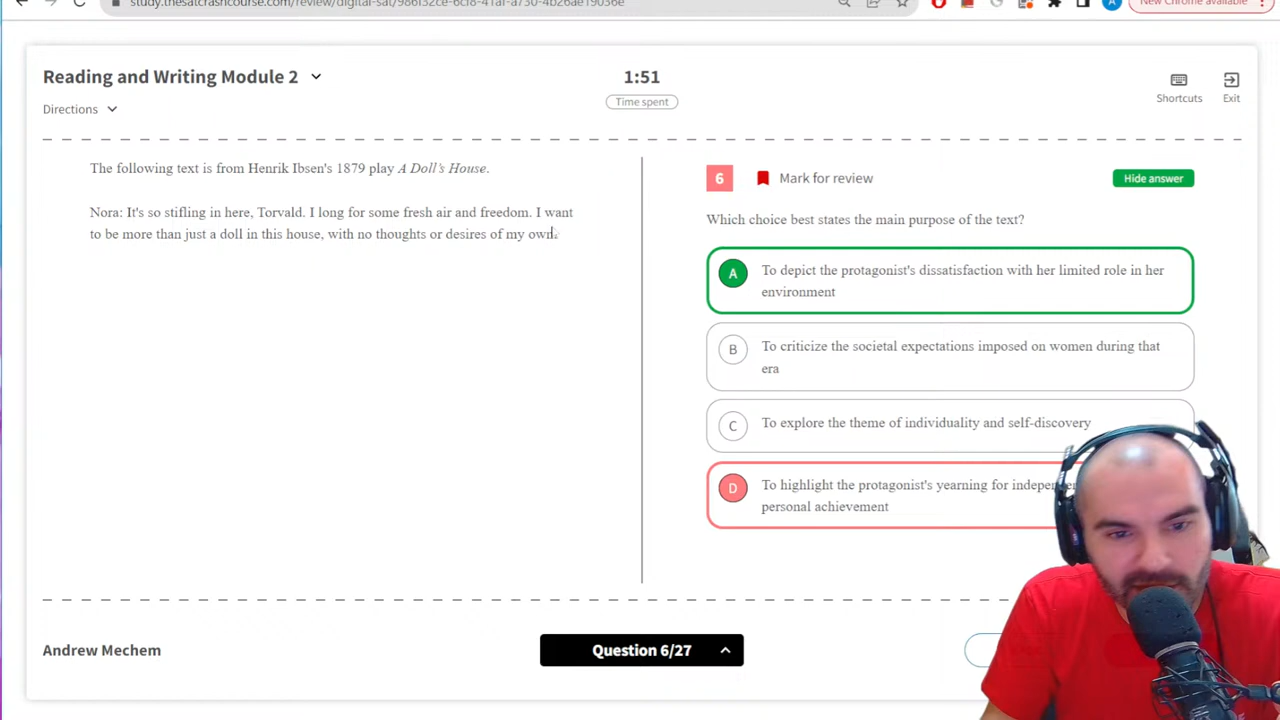 study.thesatcrashcourse.com/review/digital-sat/
New Chrome available
Reading and Writing Module 2
Directions
1:51
Time spent
Shortcuts
Exit
The following text is from Henrik Ibsen's 1879 play A Doll's House.
Nora: It's so stifling in here, Torvald. I long for some fresh air and freedom. I want
to be more than just a doll in this house, with no thoughts or desires of my own.
6
Mark for review
Hide answer
Which choice best states the main purpose of the text?
A
To depict the protagonist's dissatisfaction with her limited role in her
environment
B
To criticize the societal expectations imposed on women during that
era
C
To explore the theme of individuality and self-discovery
D
To highlight the protagonist's yearning for
personal achievement
Andrew Mechem
Question 6/27